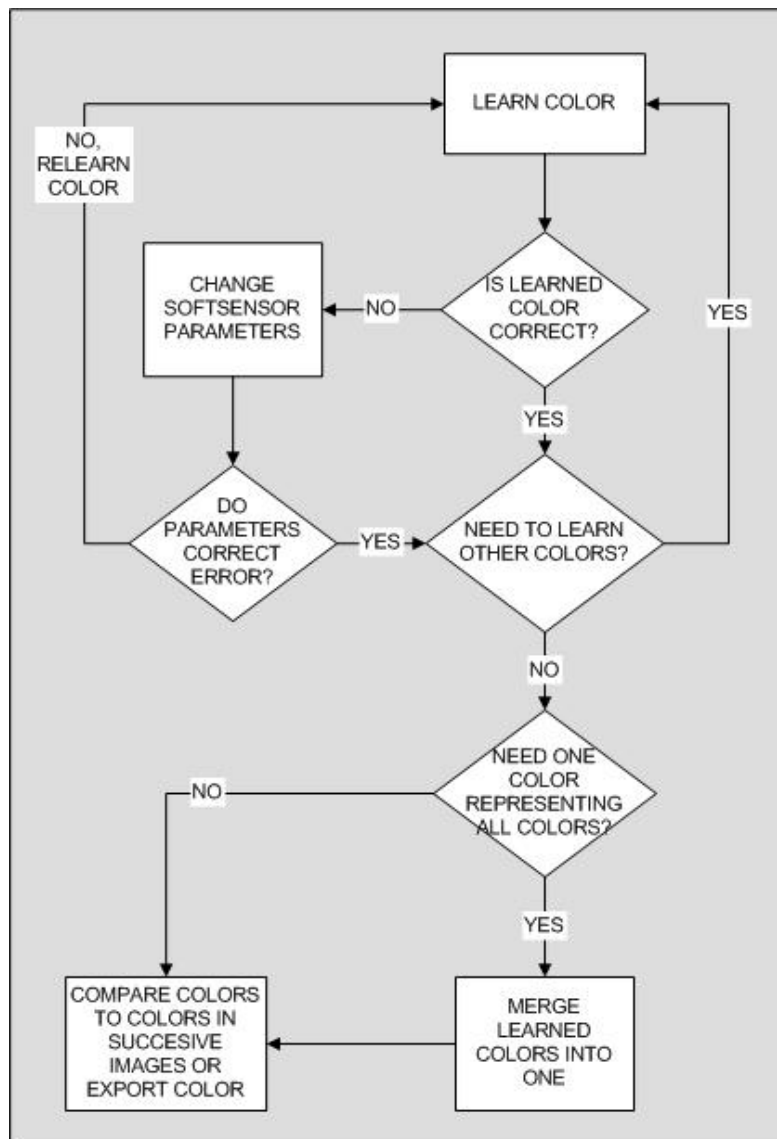 LEARN COLOR
NO,
RELEARN
COLOR
IS LEARNED
COLOR
CORRECT?
NO
CHANGE
SOFTSENSOR
PARAMETERS
YES
YES
DO
PARAMETERS
CORRECT
ERROR?
YES
NEED TO LEARN
OTHER COLORS?
NO
NEED ONE
COLOR
REPRESENTING
ALL COLORS?
NO
YES
COMPARE COLORS
TO COLORS IN
SUCCESIVE
IMAGES OR
EXPORT COLOR
MERGE
LEARNED
COLORS INTO
ONE